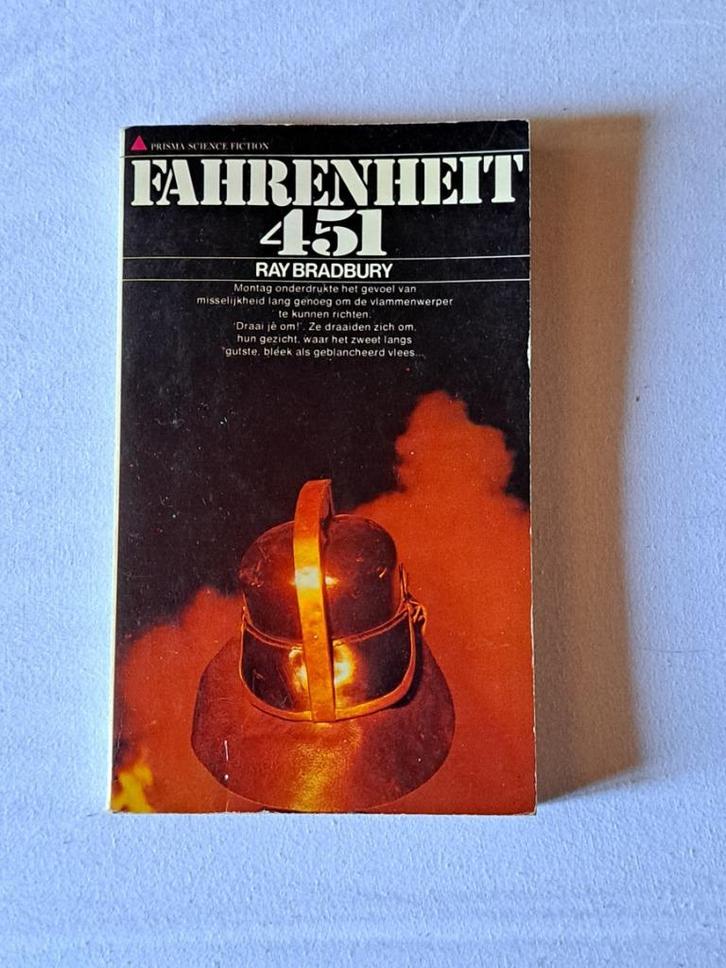 PRISMA SCIENCE FICTION
FAHRENHEIT
451
RAY BRADBURY
Montag onderdrukte het gevoel van
misselijkheid lang genoeg om de vlammenwerper
te kunnen richten.
'Draai je om!'. Ze draaiden zich om,
hun gezicht, waar het zweet langs
gutste, bleek als geblancheerd vlees...